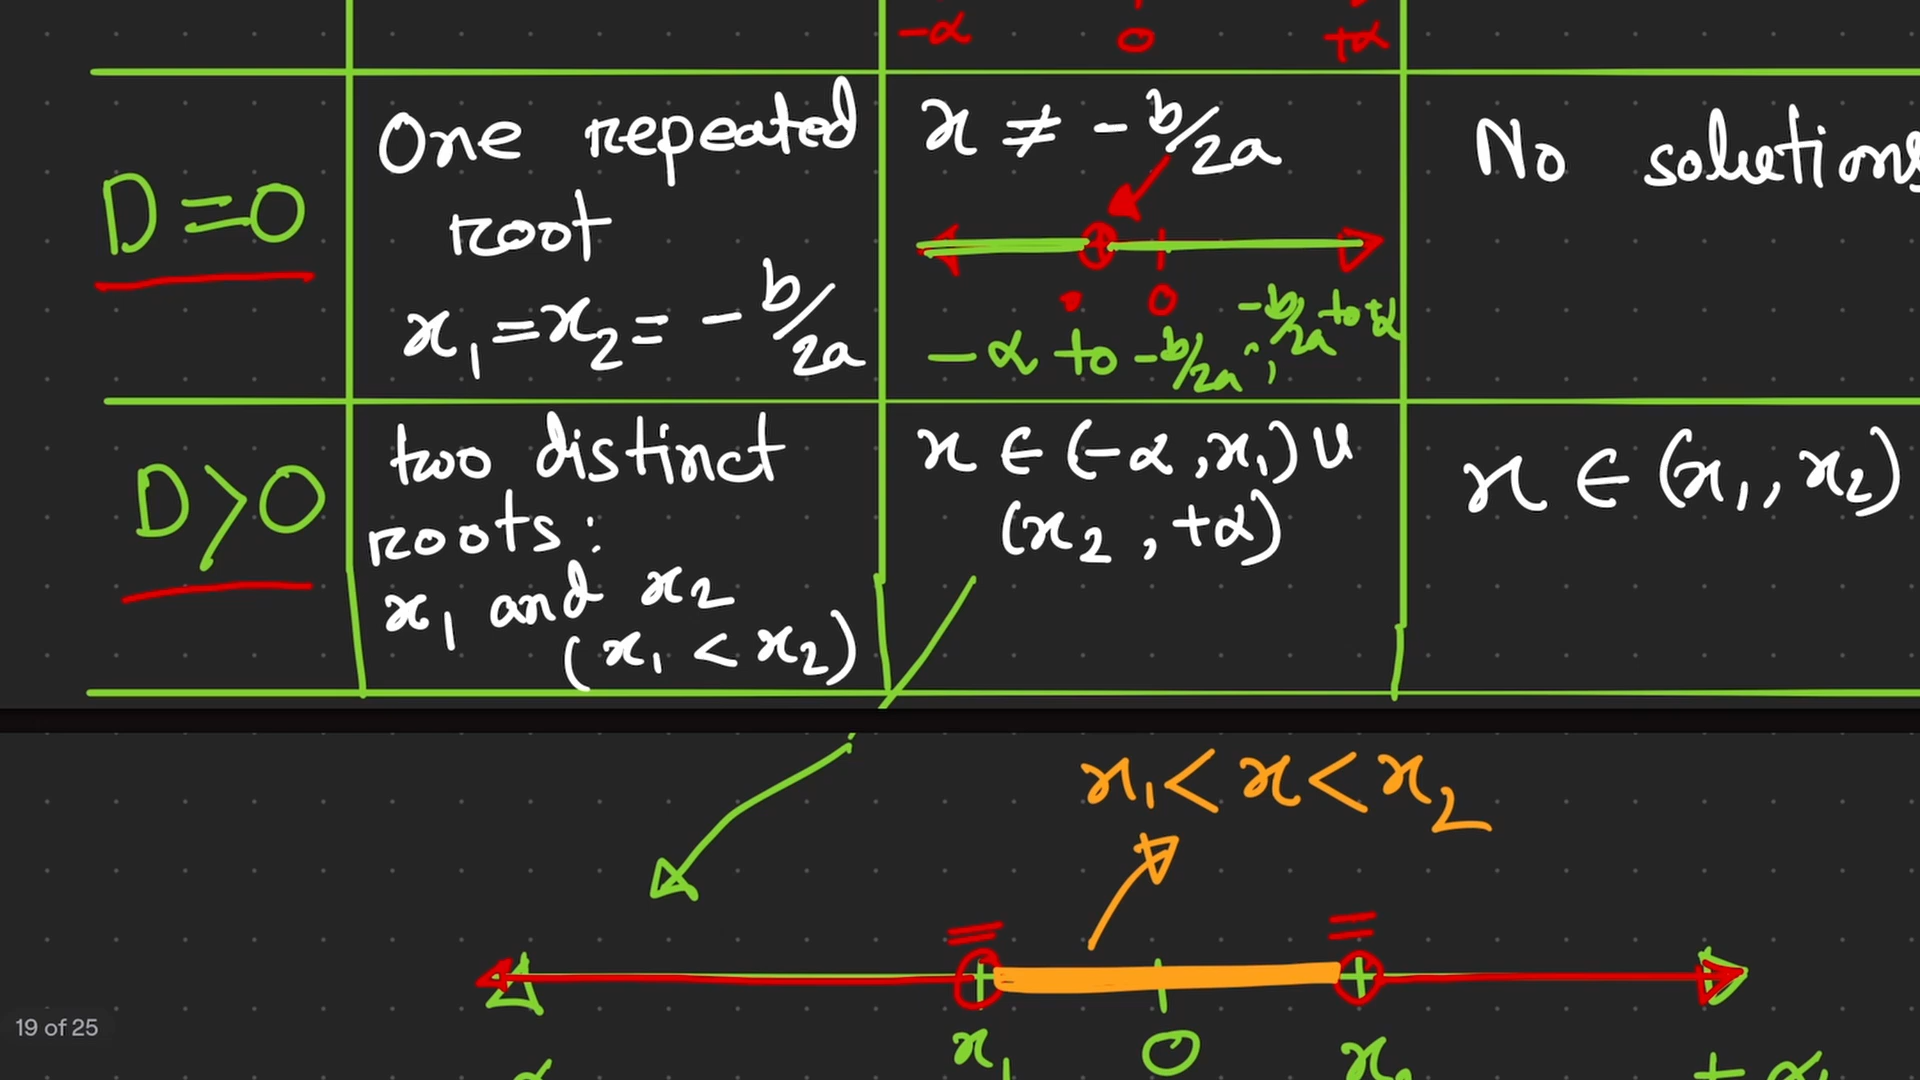 -α 0 +α
D=0
One repeated
root
x₁=x₂= -b/2a
x ≠ -b/2a
0
-α to -b/2a ; -b/2a to +α
No solutions
D>0
two distinct
roots:
x₁ and x₂
(x₁ < x₂)
x ∈ (-α, x₁) ∪
(x₂, +α)
x ∈ (x₁, x₂)
x₁ < x < x₂
x₁ 0 x₂
+ α
19 of 25